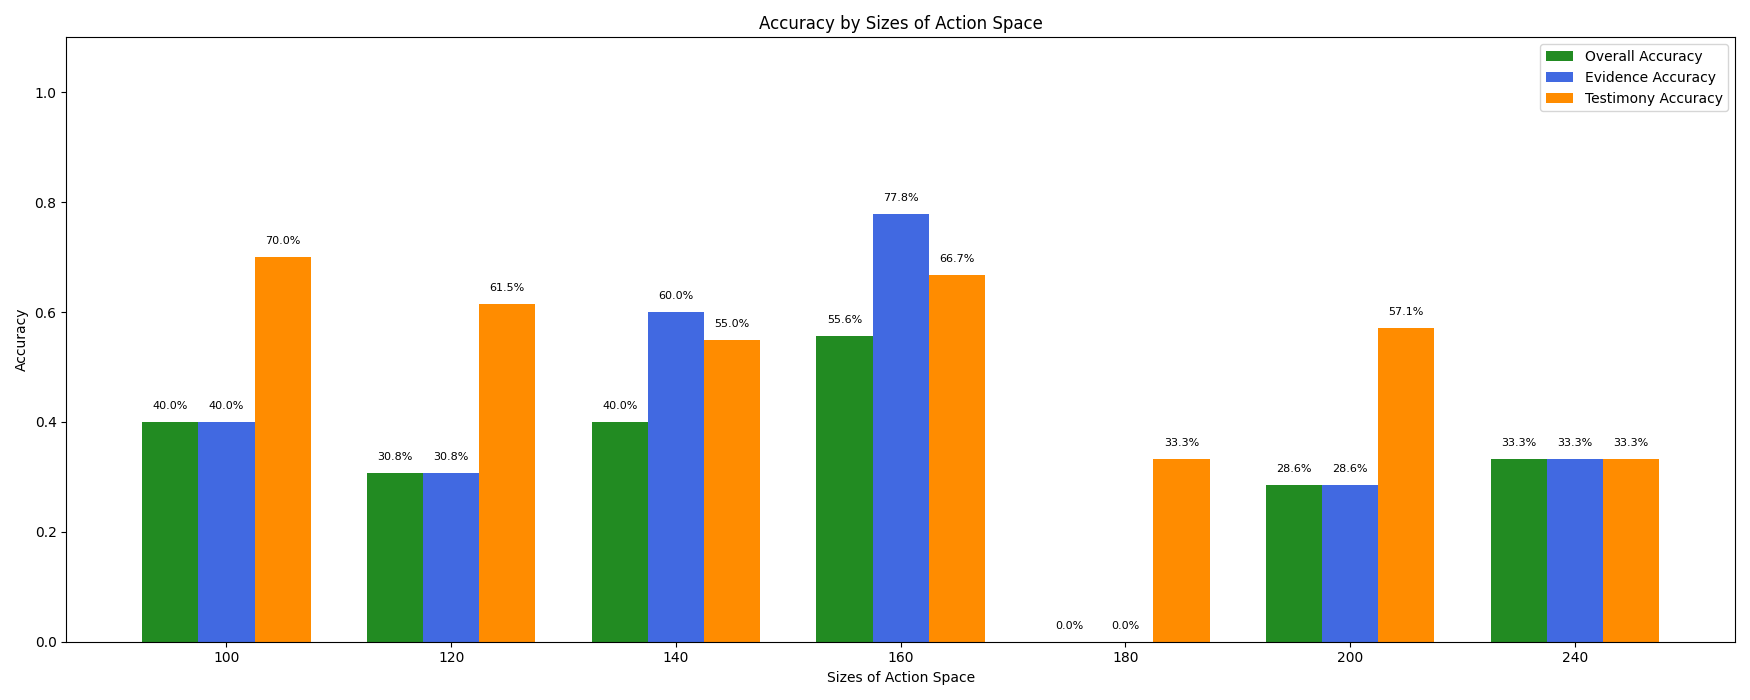 Accuracy by Sizes of Action Space
Overall Accuracy
Evidence Accuracy
Testimony Accuracy
Accuracy
1.0
0.8
0.6
0.4
0.2
0.0
40.0% 40.0% 70.0%
30.8% 30.8% 61.5%
40.0% 60.0% 55.0%
55.6% 77.8% 66.7%
0.0% 0.0% 33.3%
28.6% 28.6% 57.1%
33.3% 33.3% 33.3%
100 120 140 160 180 200 240
Sizes of Action Space